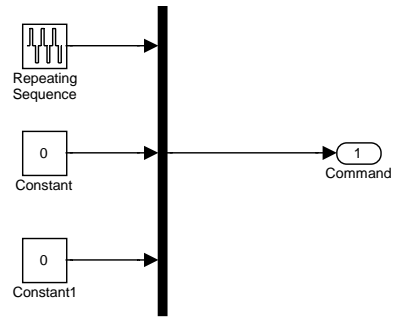 Repeating
Sequence
0
Constant
1
Command
0
Constant1